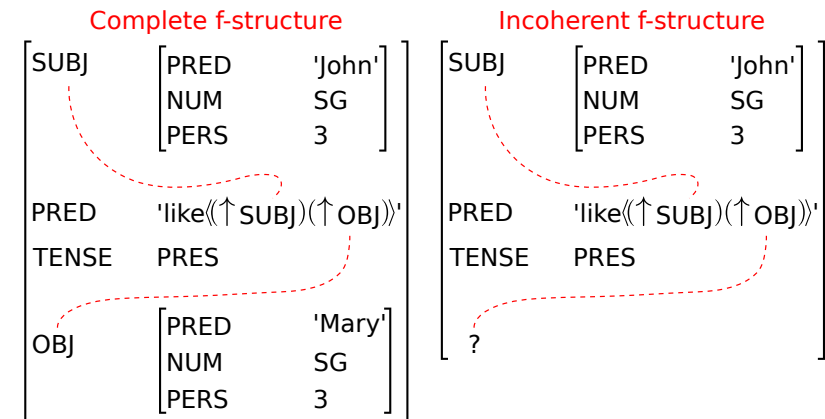 Complete f-structure
SUBJ PRED 'John'
NUM SG
PERS 3
PRED 'like⟪(↑SUBJ)(↑OBJ)⟫'
TENSE PRES
OBJ PRED 'Mary'
NUM SG
PERS 3
Incoherent f-structure
SUBJ PRED 'John'
NUM SG
PERS 3
PRED 'like⟪(↑SUBJ)(↑OBJ)⟫'
TENSE PRES
?